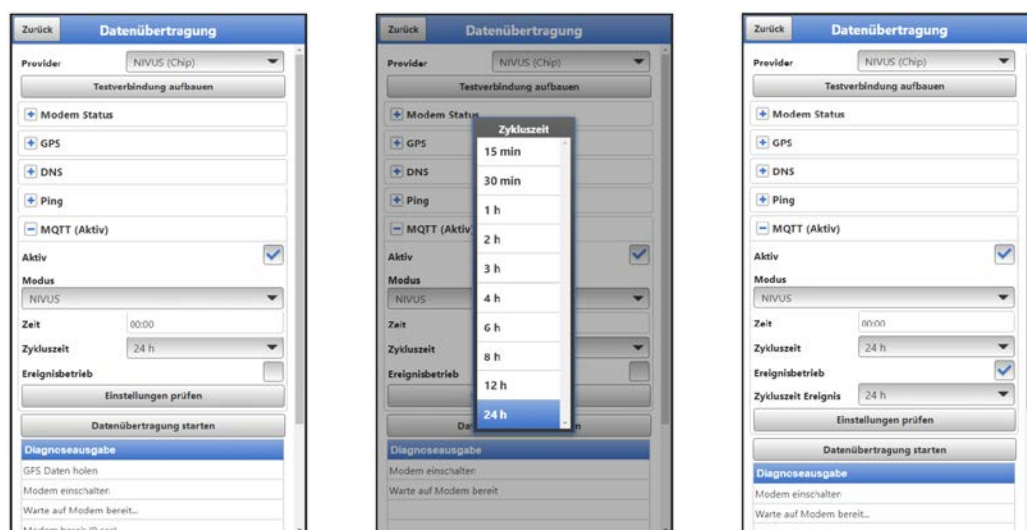 Zurück Datenübertragung
Provider NIVUS (Chip)
Testverbindung aufbauen
Modem Status
GPS
DNS
Ping
MQTT (Aktiv)
Aktiv
Modus
NIVUS
Zeit 00:00
Zykluszeit 24 h
Ereignisbetrieb
Einstellungen prüfen
Datenübertragung starten
Diagnoseausgabe
GPS Daten holen
Modem einschalten
Warte auf Modem bereit...
Modem bereit (0 sec)
Zurück Datenübertragung
Provider NIVUS (Chip)
Testverbindung aufbauen
Modem Status
GPS
DNS
Ping
MQTT (Aktiv)
Aktiv
Modus
NIVUS
Zeit
Zykluszeit
Ereignisbetrieb
Da n
Diagnoseausgabe
Modem einschalten
Warte auf Modem bereit
Zykluszeit
15 min
30 min
1 h
2 h
3 h
4 h
6 h
8 h
12 h
24 h
Zurück Datenübertragung
Provider NIVUS (Chip)
Testverbindung aufbauen
Modem Status
GPS
DNS
Ping
MQTT (Aktiv)
Aktiv
Modus
NIVUS
Zeit 00:00
Zykluszeit 24 h
Ereignisbetrieb
Zykluszeit Ereignis 24 h
Einstellungen prüfen
Datenübertragung starten
Diagnoseausgabe
Modem einschalten
Warte auf Modem bereit...